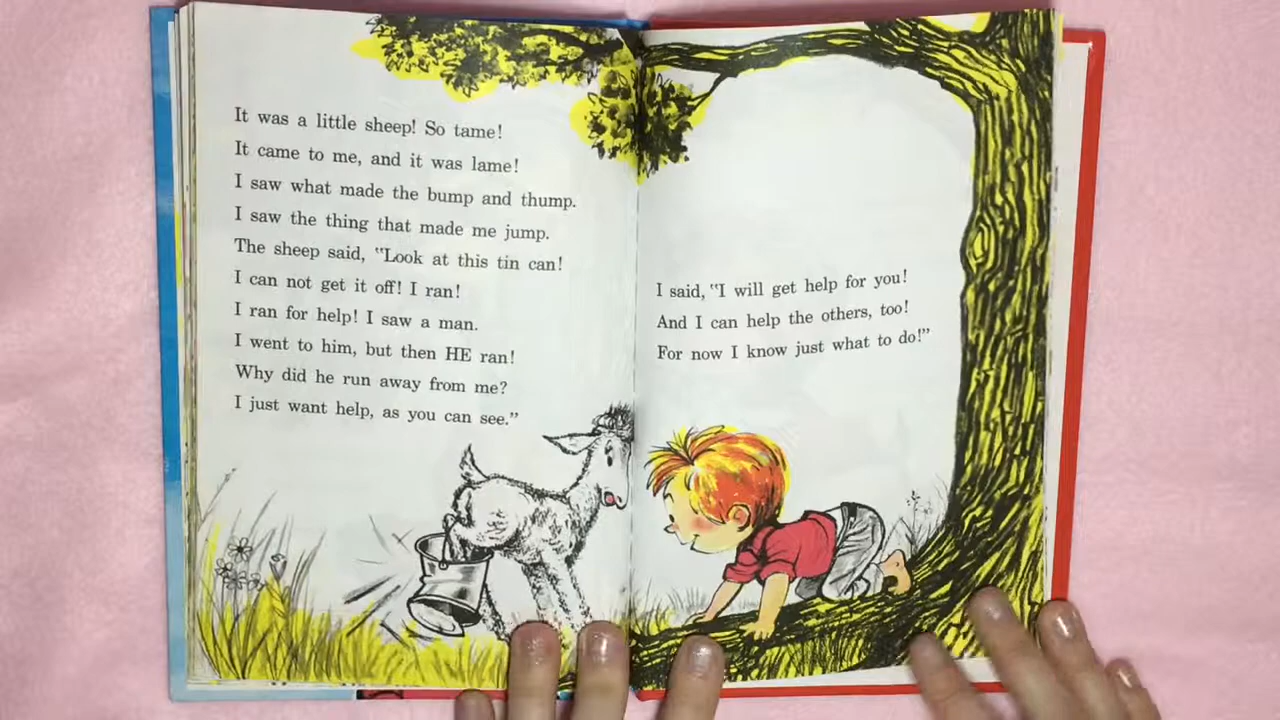 It was a little sheep! So tame!
It came to me, and it was lame!
I saw what made the bump and thump.
I saw the thing that made me jump.
The sheep said, "Look at this tin can!
I can not get it off! I ran!
I ran for help! I saw a man.
I went to him, but then HE ran!
Why did he run away from me?
I just want help, as you can see."
I said, "I will get help for you!
And I can help the others, too!
For now I know just what to do!"